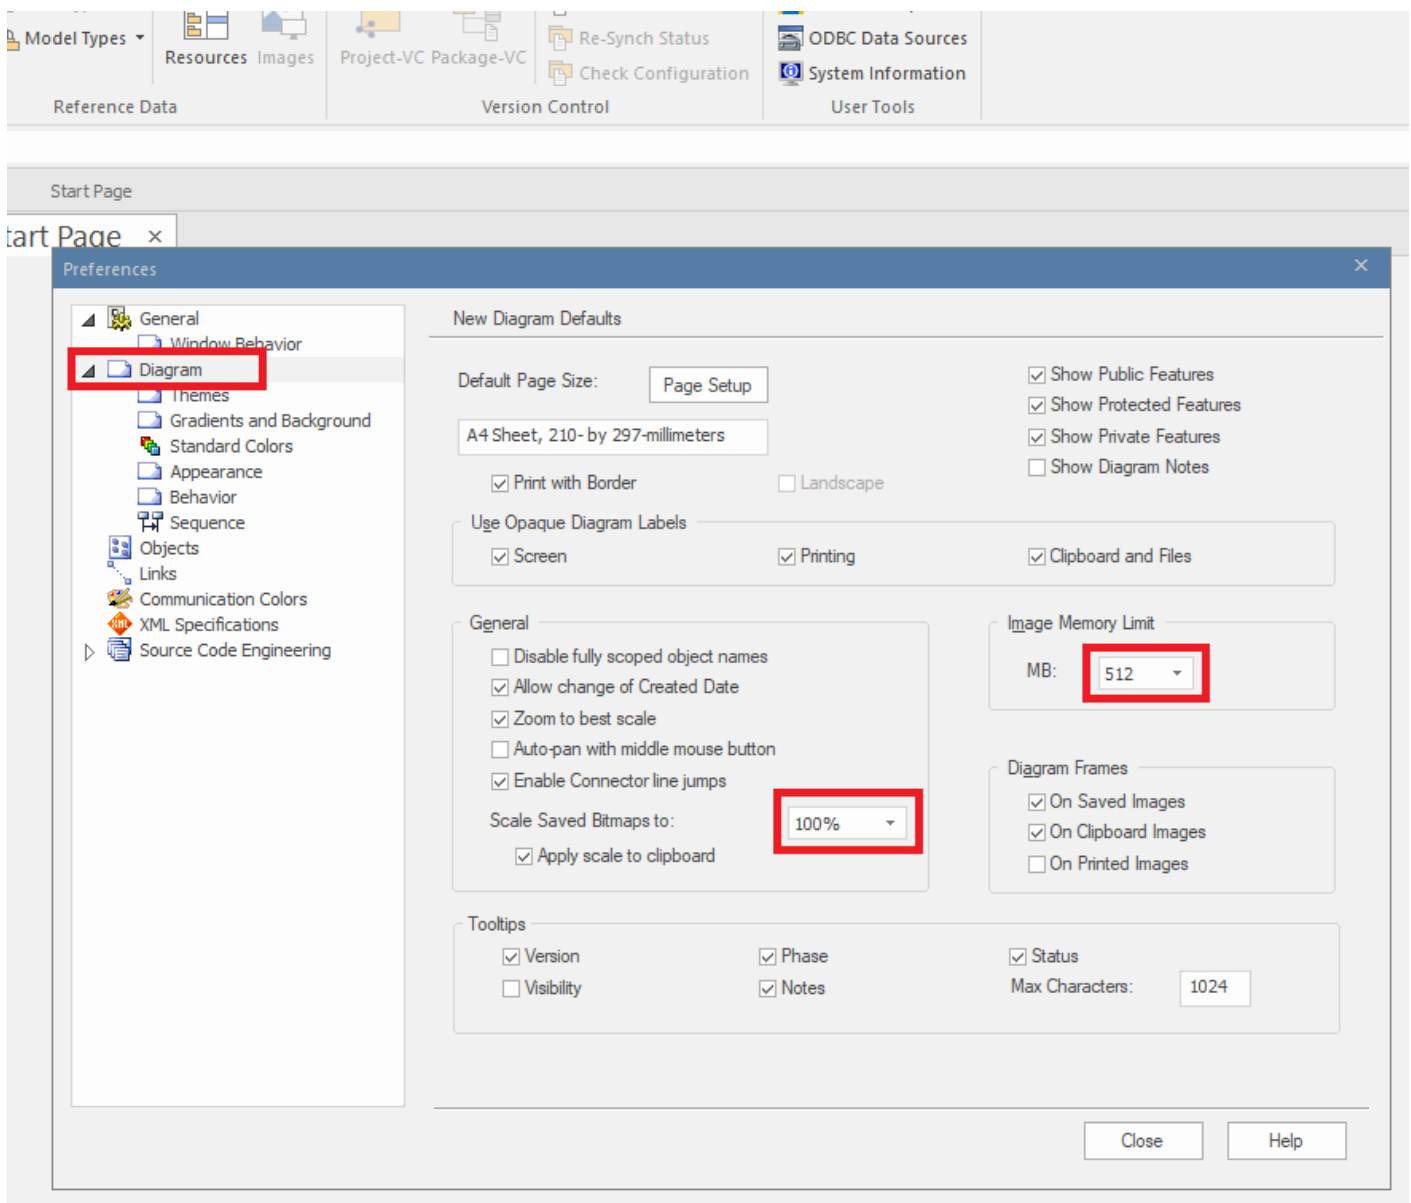 Model Types
Resources
Images
Project-VC
Package-VC
Re-Synch Status
Check Configuration
ODBC Data Sources
System Information
Reference Data
Version Control
User Tools
Start Page
tart Page ×
Preferences
General
Window Behavior
Diagram
Themes
Gradients and Background
Standard Colors
Appearance
Behavior
Sequence
Objects
Links
Communication Colors
XML Specifications
Source Code Engineering
New Diagram Defaults
Default Page Size:
Page Setup
A4 Sheet, 210- by 297-millimeters
Print with Border
Landscape
Show Public Features
Show Protected Features
Show Private Features
Show Diagram Notes
Use Opaque Diagram Labels
Screen
Printing
Clipboard and Files
General
Disable fully scoped object names
Allow change of Created Date
Zoom to best scale
Auto-pan with middle mouse button
Enable Connector line jumps
Scale Saved Bitmaps to:
100%
Apply scale to clipboard
Image Memory Limit
MB:
512
Diagram Frames
On Saved Images
On Clipboard Images
On Printed Images
Tooltips
Version
Phase
Status
Visibility
Notes
Max Characters:
1024
Close
Help